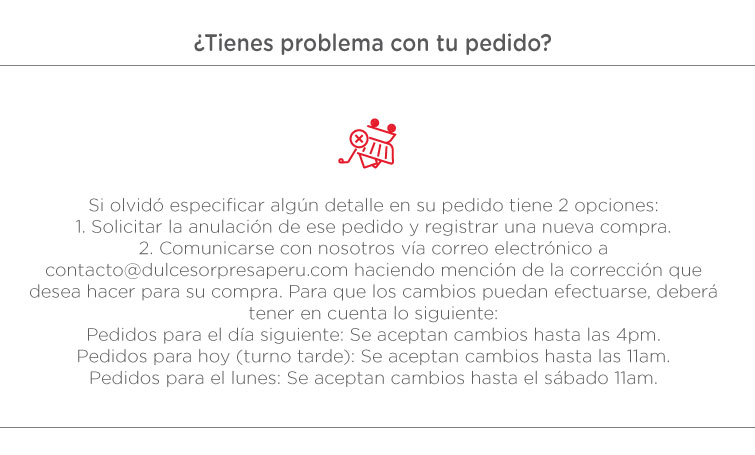 ¿Tienes problema con tu pedido?
Si olvidó especificar algún detalle en su pedido tiene 2 opciones:
1. Solicitar la anulación de ese pedido y registrar una nueva compra.
2. Comunicarse con nosotros vía correo electrónico a
contacto@dulcesorpresaperu.com haciendo mención de la corrección que
desea hacer para su compra. Para que los cambios puedan efectuarse, deberá
tener en cuenta lo siguiente:
Pedidos para el día siguiente: Se aceptan cambios hasta las 4pm.
Pedidos para hoy (turno tarde): Se aceptan cambios hasta las 11am.
Pedidos para el lunes: Se aceptan cambios hasta el sábado 11am.